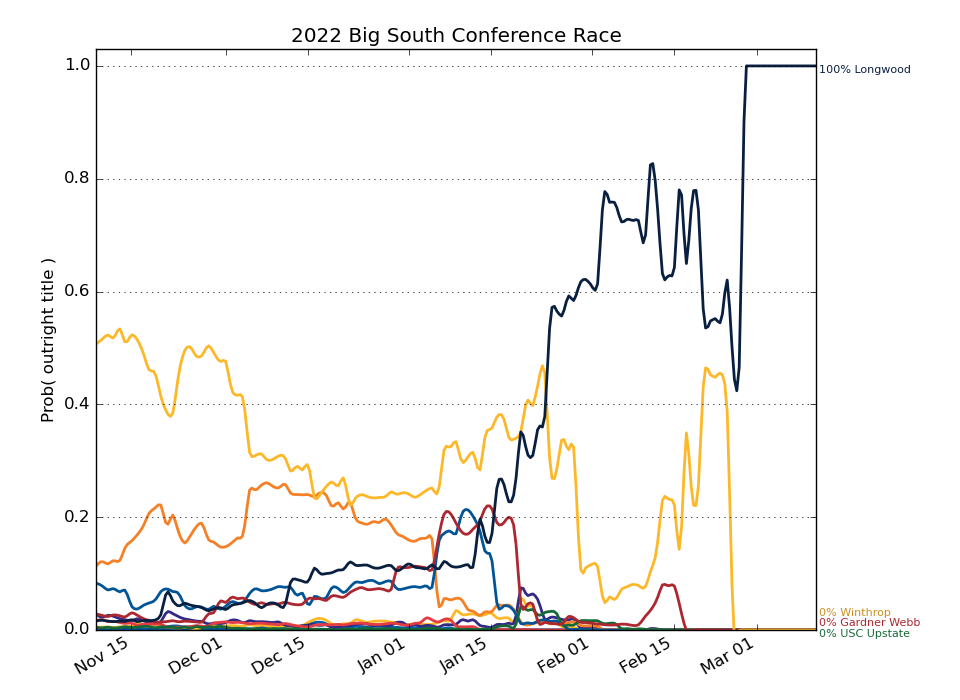 2022 Big South Conference Race
1.0
0.8
0.6
0.4
0.2
0.0
Prob( outright title )
Nov 15
Dec 01
Dec 15
Jan 01
Jan 15
Feb 01
Feb 15
Mar 01
100% Longwood
0% Winthrop
0% Gardner Webb
0% USC Upstate